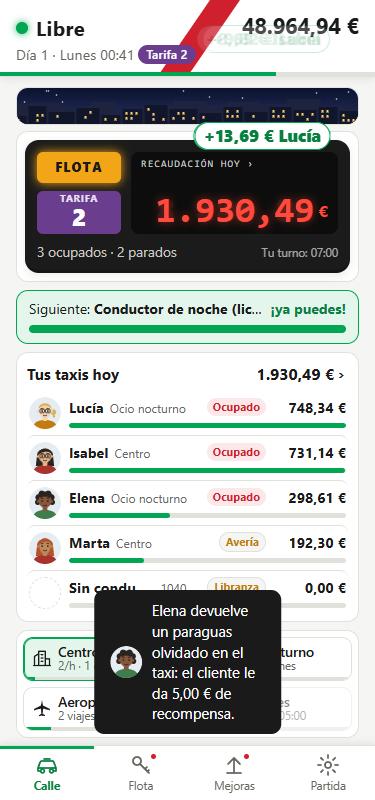 Libre
48.964,94 €
Día 1 · Lunes 00:41
Tarifa 2
+13,69 € Lucía
FLOTA
RECAUDACIÓN HOY ›
TARIFA
2
1.930,49 €
3 ocupados · 2 parados
Tu turno: 07:00
Siguiente: Conductor de noche (lic... ¡ya puedes!
Tus taxis hoy
1.930,49 € ›
Lucía Ocio nocturno Ocupado 748,34 €
Isabel Centro Ocupado 731,14 €
Elena Ocio nocturno Ocupado 298,61 €
Marta Centro Avería 192,30 €
Sin condu 1040 Libranza 0,00 €
Elena devuelve
un paraguas
olvidado en el
taxi: el cliente le
da 5,00 € de
recompensa.
Calle
Flota
Mejoras
Partida